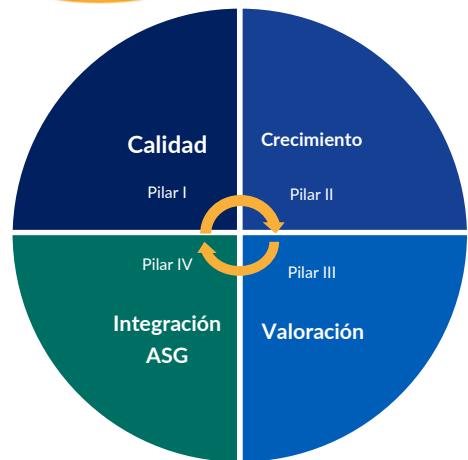 Calidad
Pilar I
Crecimiento
Pilar II
Pilar IV
Integración
ASG
Pilar III
Valoración